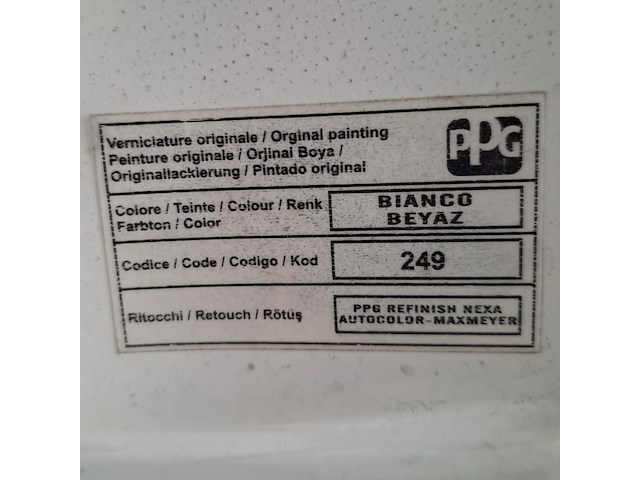 Verniciature originale / Orginal painting
Peinture originale / Orjinal Boya /
Originallackierung / Pintado original
PPG
Colore / Teinte / Colour / Renk
Farbton / Color
BIANCO
BEYAZ
Codice / Code / Codigo / Kod
249
Ritocchi / Retouch / Rötüş
PPG REFINISH NEXA
AUTOCOLOR-MAXMEYER